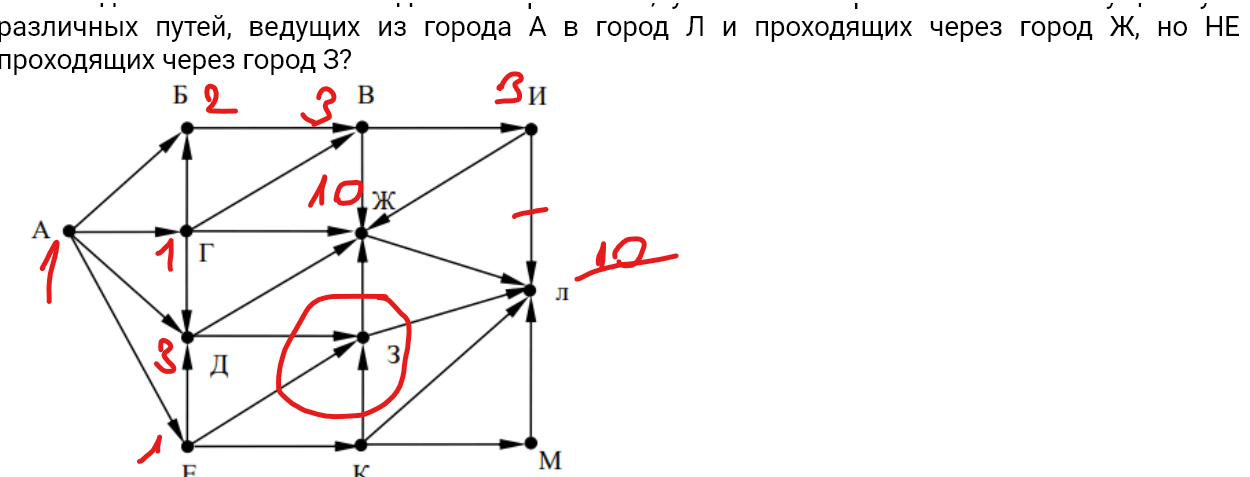 различных путей, ведущих из города А в город Л и проходящих через город Ж, но НЕ
проходящих через город З?
Б 2 3 В 3 И
10 Ж
А 1 1 Г
10 л
3 Д З
1 Е К М